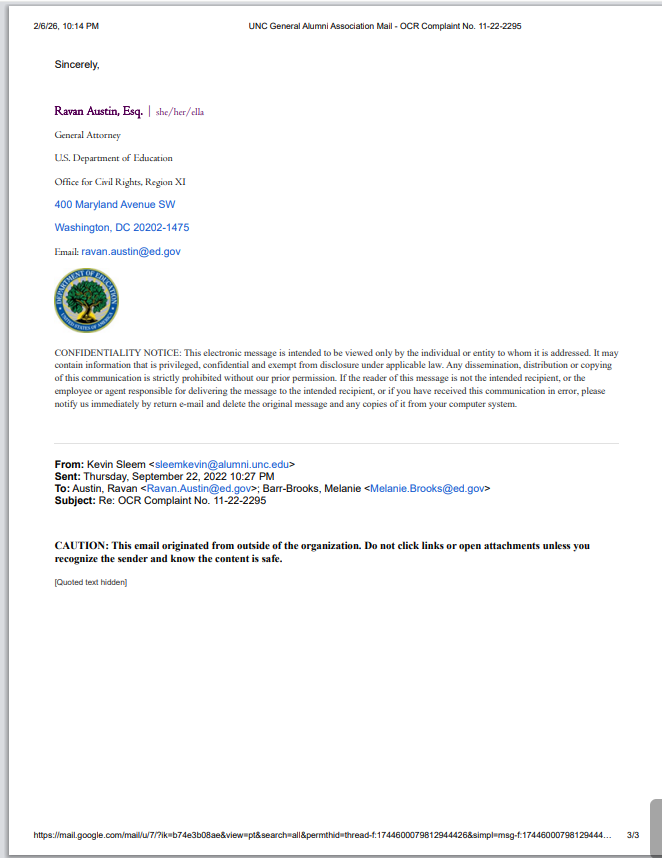 2/6/26, 10:14 PM UNC General Alumni Association Mail - OCR Complaint No. 11-22-2295
Sincerely,
Ravan Austin, Esq. | she/her/ella
General Attorney
U.S. Department of Education
Office for Civil Rights, Region XI
400 Maryland Avenue SW
Washington, DC 20202-1475
Email: ravan.austin@ed.gov
DEPARTMENT OF EDUCATION
UNITED STATES OF AMERICA
CONFIDENTIALITY NOTICE: This electronic message is intended to be viewed only by the individual or entity to whom it is addressed. It may
contain information that is privileged, confidential and exempt from disclosure under applicable law. Any dissemination, distribution or copying
of this communication is strictly prohibited without our prior permission. If the reader of this message is not the intended recipient, or the
employee or agent responsible for delivering the message to the intended recipient, or if you have received this communication in error, please
notify us immediately by return e-mail and delete the original message and any copies of it from your computer system.
From: Kevin Sleem <sleemkevin@alumni.unc.edu>
Sent: Thursday, September 22, 2022 10:27 PM
To: Austin, Ravan <Ravan.Austin@ed.gov>; Barr-Brooks, Melanie <Melanie.Brooks@ed.gov>
Subject: Re: OCR Complaint No. 11-22-2295
CAUTION: This email originated from outside of the organization. Do not click links or open attachments unless you
recognize the sender and know the content is safe.
[Quoted text hidden]
https://mail.google.com/mail/u/7/?ik=b74e3b08ae&view=pt&search=all&permthid=thread-f:1744600079812944426&simpl=msg-f:17446000798129444... 3/3